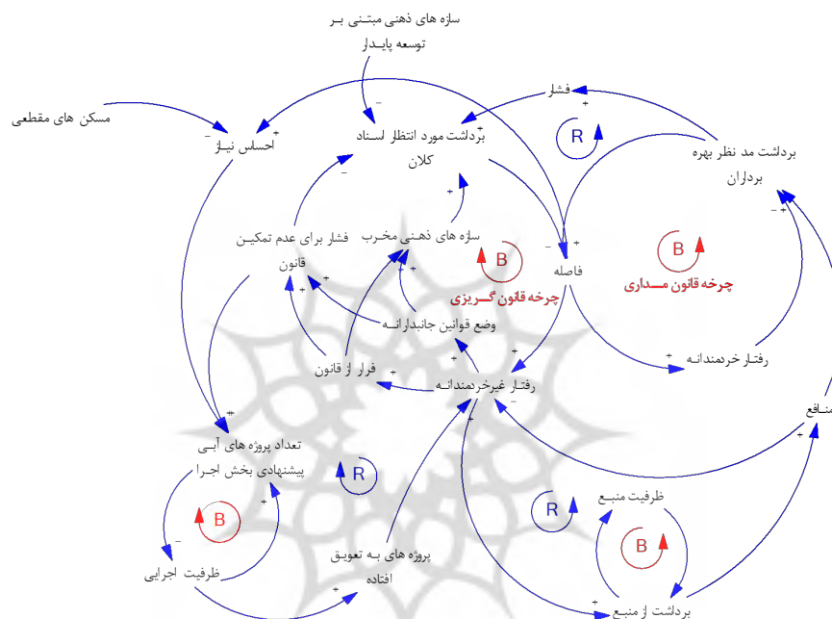 سازه های ذهنی مبتنی بر
توسعه پایدار
فشار
مسکن های مقطعی
احساس نیاز
برداشت مورد انتظار اسناد
کلان
R
برداشت مد نظر بهره
برداران
فشار برای عدم تمکین
قانون
سازه های ذهنی مخرب
B
چرخه قانون گریزی
فاصله
B
چرخه قانون مداری
وضع قوانین جانبدارانه
فرار از قانون
رفتار غیرخردمندانه
رفتار خردمندانه
منافع
تعداد پروژه های آبی
پیشنهادی بخش اجرا
R
B
ظرفیت اجرایی
پروژه های به تعویق
افتاده
R
ظرفیت منبع
B
برداشت از منبع